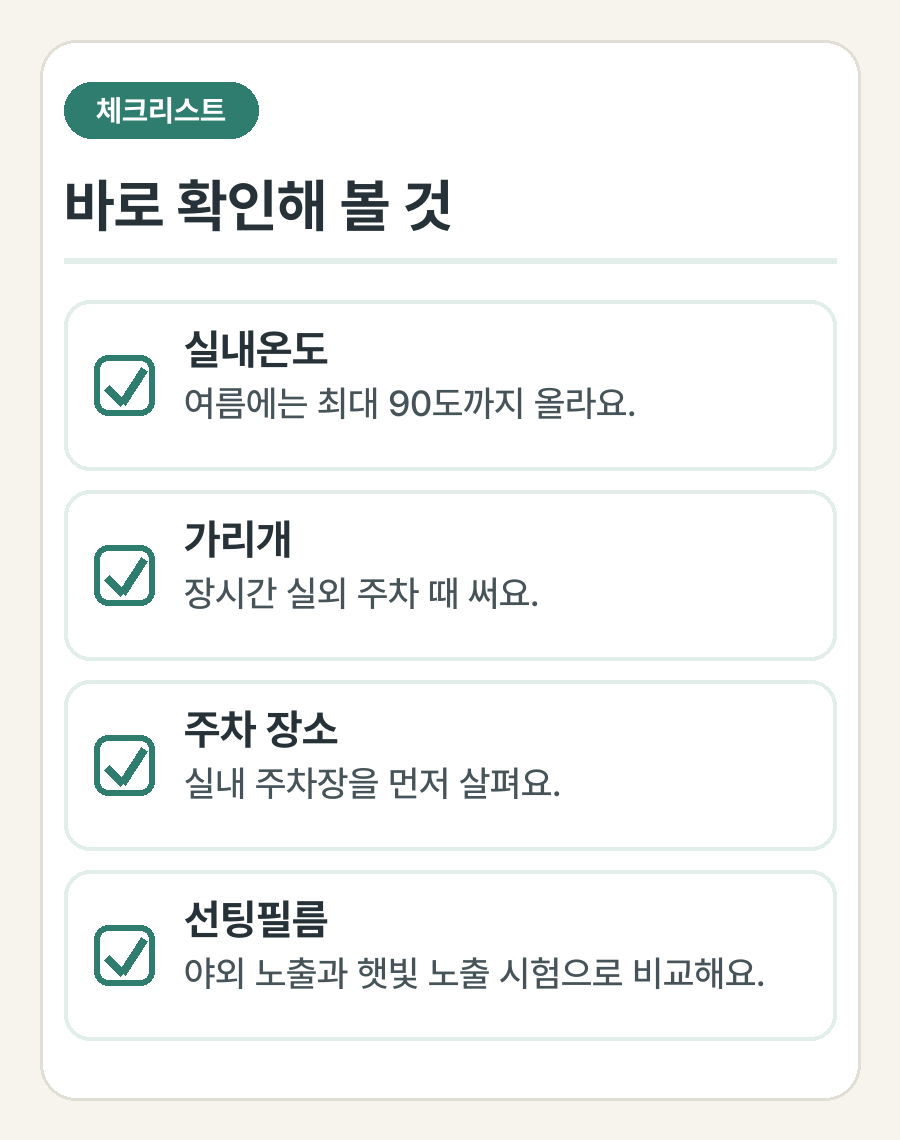 체크리스트
바로 확인해 볼 것
실내온도
여름에는 최대 90도까지 올라요.
가리개
장시간 실외 주차 때 써요.
주차 장소
실내 주차장을 먼저 살펴요.
선팅필름
야외 노출과 햇빛 노출 시험으로 비교해요.